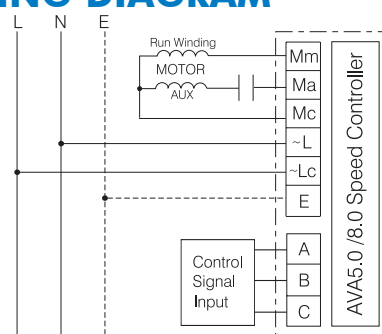 WIRING DIAGRAM
L N E
Run Winding
MOTOR
AUX
Mm
Ma
Mc
~L
~Lc
E
A
B
C
Control
Signal
Input
AVA5.0 /8.0 Speed Controller